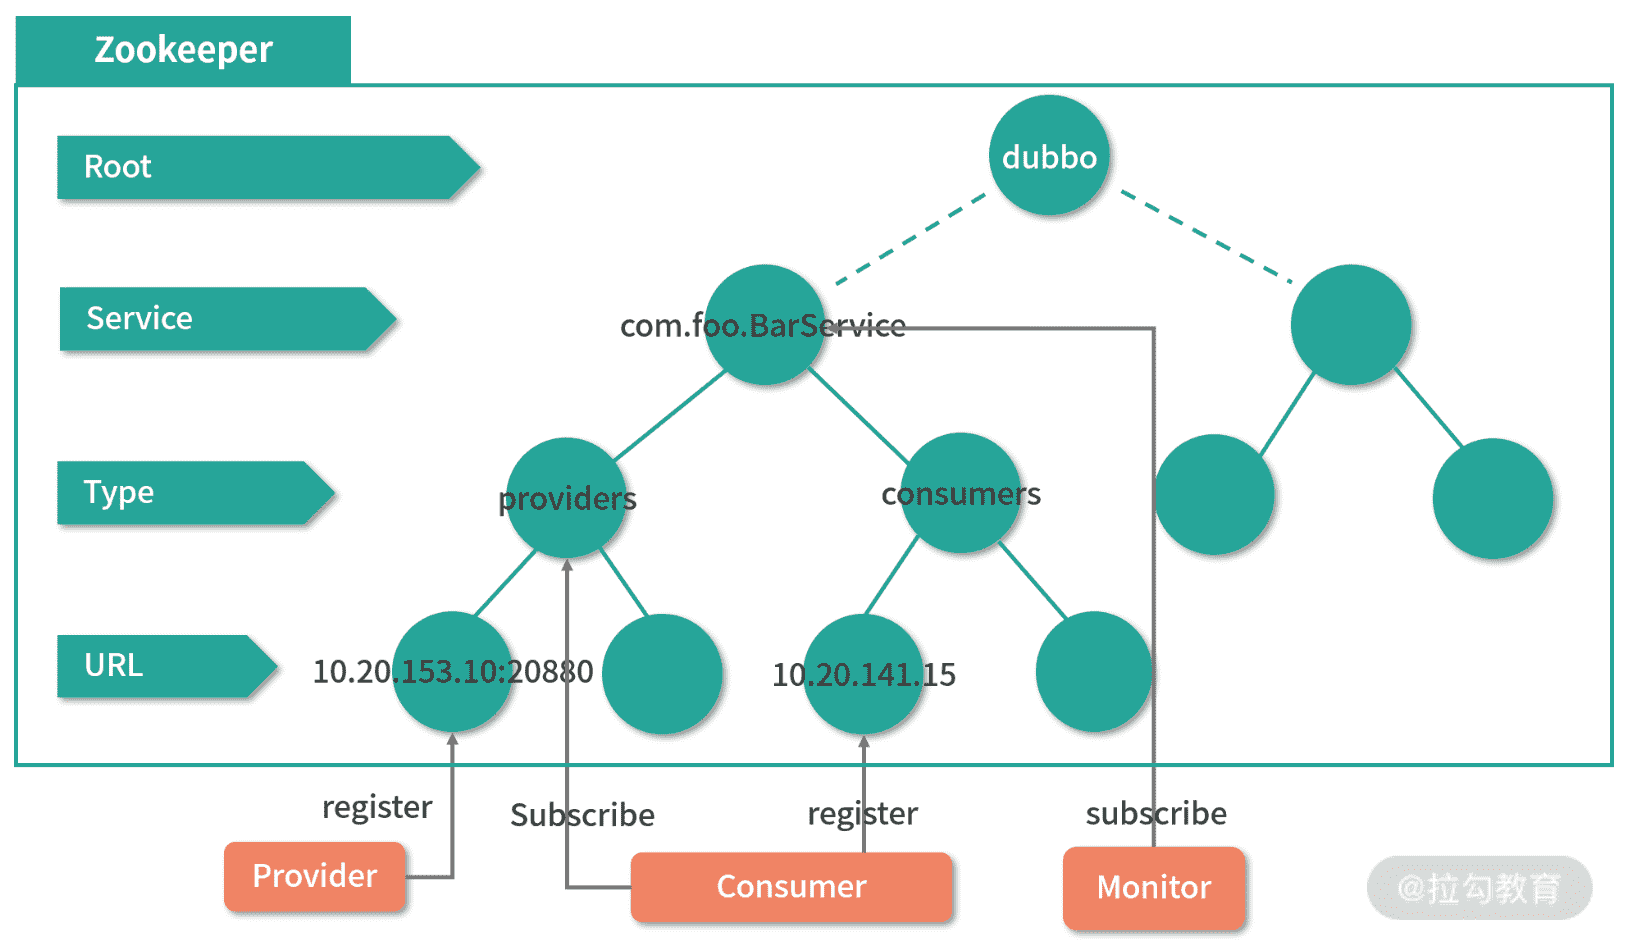 Zookeeper
Root
dubbo
Service
com.foo.BarService
Type
providers
consumers
URL
10.20.153.10:20880
10.20.141.15
register
Subscribe
register
subscribe
Provider
Consumer
Monitor
@拉勾教育